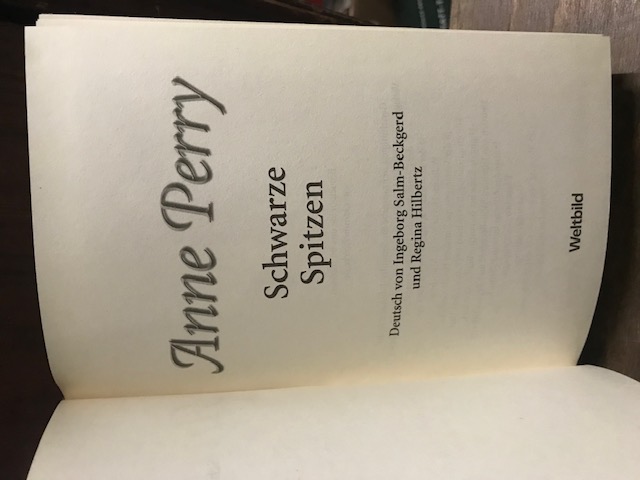 Anne Perry
Schwarze
Spitzen
Deutsch von Ingeborg Salm-Beckgerd
und Regina Hilbertz
Weltbild